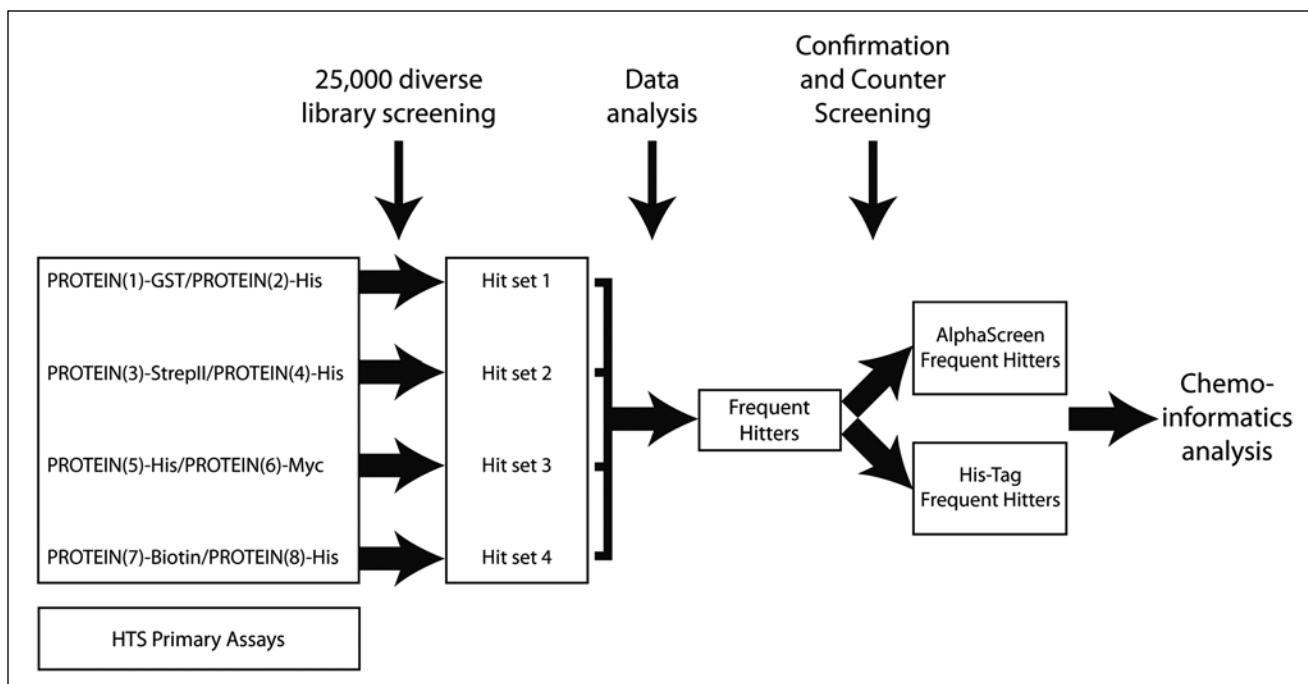 25,000 diverse
library screening
Data
analysis
Confirmation
and Counter
Screening
PROTEIN(1)-GST/PROTEIN(2)-His
Hit set 1
PROTEIN(3)-StrepII/PROTEIN(4)-His
Hit set 2
PROTEIN(5)-His/PROTEIN(6)-Myc
Hit set 3
PROTEIN(7)-Biotin/PROTEIN(8)-His
Hit set 4
HTS Primary Assays
Frequent
Hitters
AlphaScreen
Frequent Hitters
His-Tag
Frequent Hitters
Chemo-
informatics
analysis